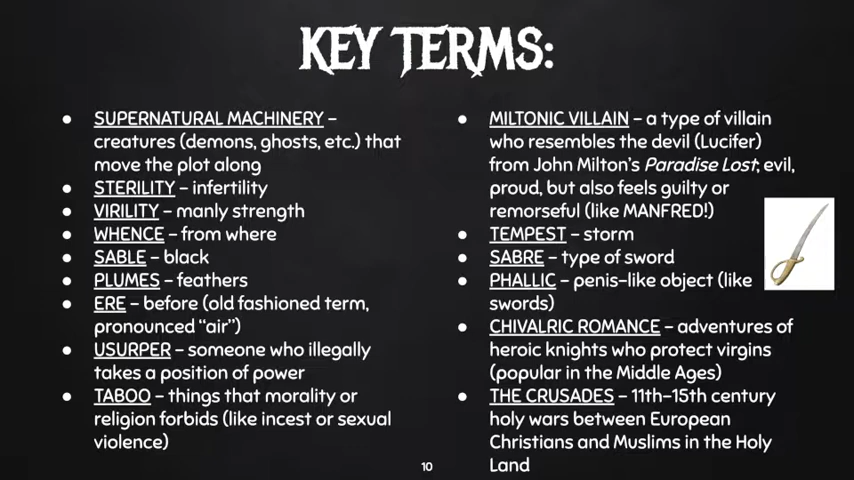 KEY TERMS:
● SUPERNATURAL MACHINERY – 
creatures (demons, ghosts, etc.) that
move the plot along
● STERILITY – infertility
● VIRILITY – manly strength
● WHENCE – from where
● SABLE – black
● PLUMES – feathers
● ERE – before (old fashioned term,
pronounced “air”)
● USURPER – someone who illegally
takes a position of power
● TABOO – things that morality or
religion forbids (like incest or sexual
violence)
● MILTONIC VILLAIN – a type of villain
who resembles the devil (Lucifer)
from John Milton’s Paradise Lost; evil,
proud, but also feels guilty or
remorseful (like MANFRED!)
● TEMPEST – storm
● SABRE – type of sword
● PHALLIC – penis-like object (like
swords)
● CHIVALRIC ROMANCE – adventures of
heroic knights who protect virgins
(popular in the Middle Ages)
● THE CRUSADES – 11th-15th century
holy wars between European
Christians and Muslims in the Holy
Land
10